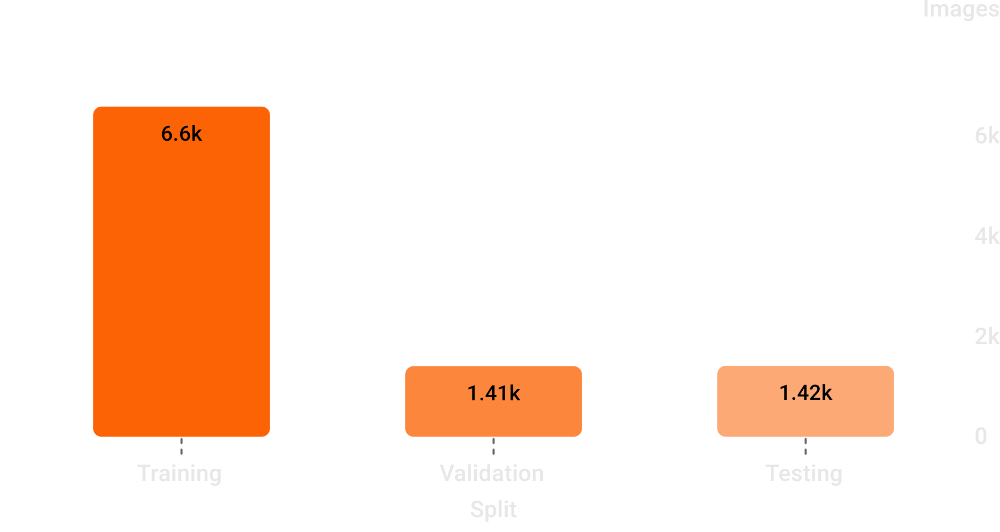 Images
6.6k
6k
4k
2k
1.41k
1.42k
0
Training
Validation
Testing
Split